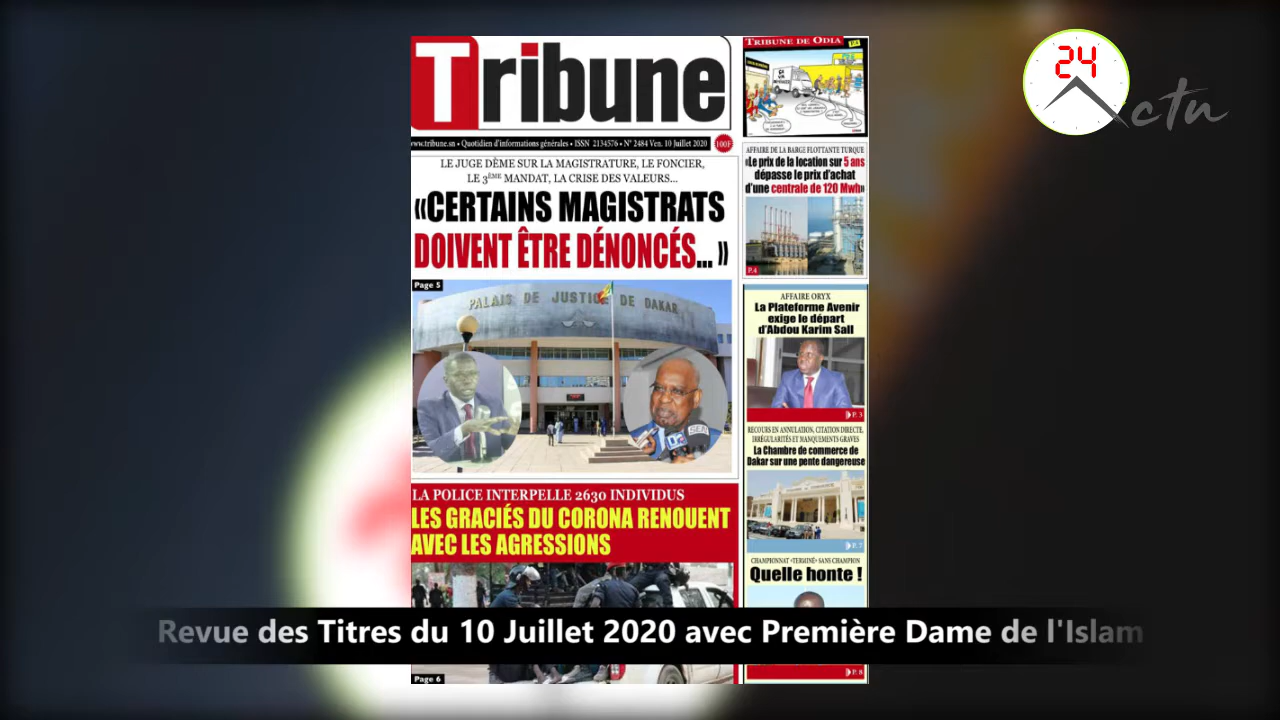 Tribune
www.tribune.sn • Quotidien d'informations générales • ISSN 2134576 • N° 2484 Ven. 10 Juillet 2020
100F
LE JUGE DÈME SUR LA MAGISTRATURE, LE FONCIER,
LE 3ÈME MANDAT, LA CRISE DES VALEURS...
«CERTAINS MAGISTRATS
DOIVENT ÊTRE DÉNONCÉS... »
Page 5
PALAIS DE JUSTICE DE DAKAR
LA POLICE INTERPELLE 2630 INDIVIDUS
LES GRACIÉS DU CORONA RENOUENT
AVEC LES AGRESSIONS
Page 6
TRIBUNE DE ODIA P.4
AFFAIRE DE LA BARGE FLOTTANTE TURQUE
«Le prix de la location sur 5 ans
dépasse le prix d'achat
d'une centrale de 120 Mwh»
P.4
AFFAIRE ORYX
La Plateforme Avenir
exige le départ
d'Abdou Karim Sall
P. 3
RECOURS EN ANNULATION, CITATION DIRECTE,
IRRÉGULARITÉS ET MANQUEMENTS GRAVES
La Chambre de commerce de
Dakar sur une pente dangereuse
P. 7
CHAMPIONNAT «TERMINÉ» SANS CHAMPION
Quelle honte !
P. 8
24
Actu
Revue des Titres du 10 Juillet 2020 avec Première Dame de l'Islam